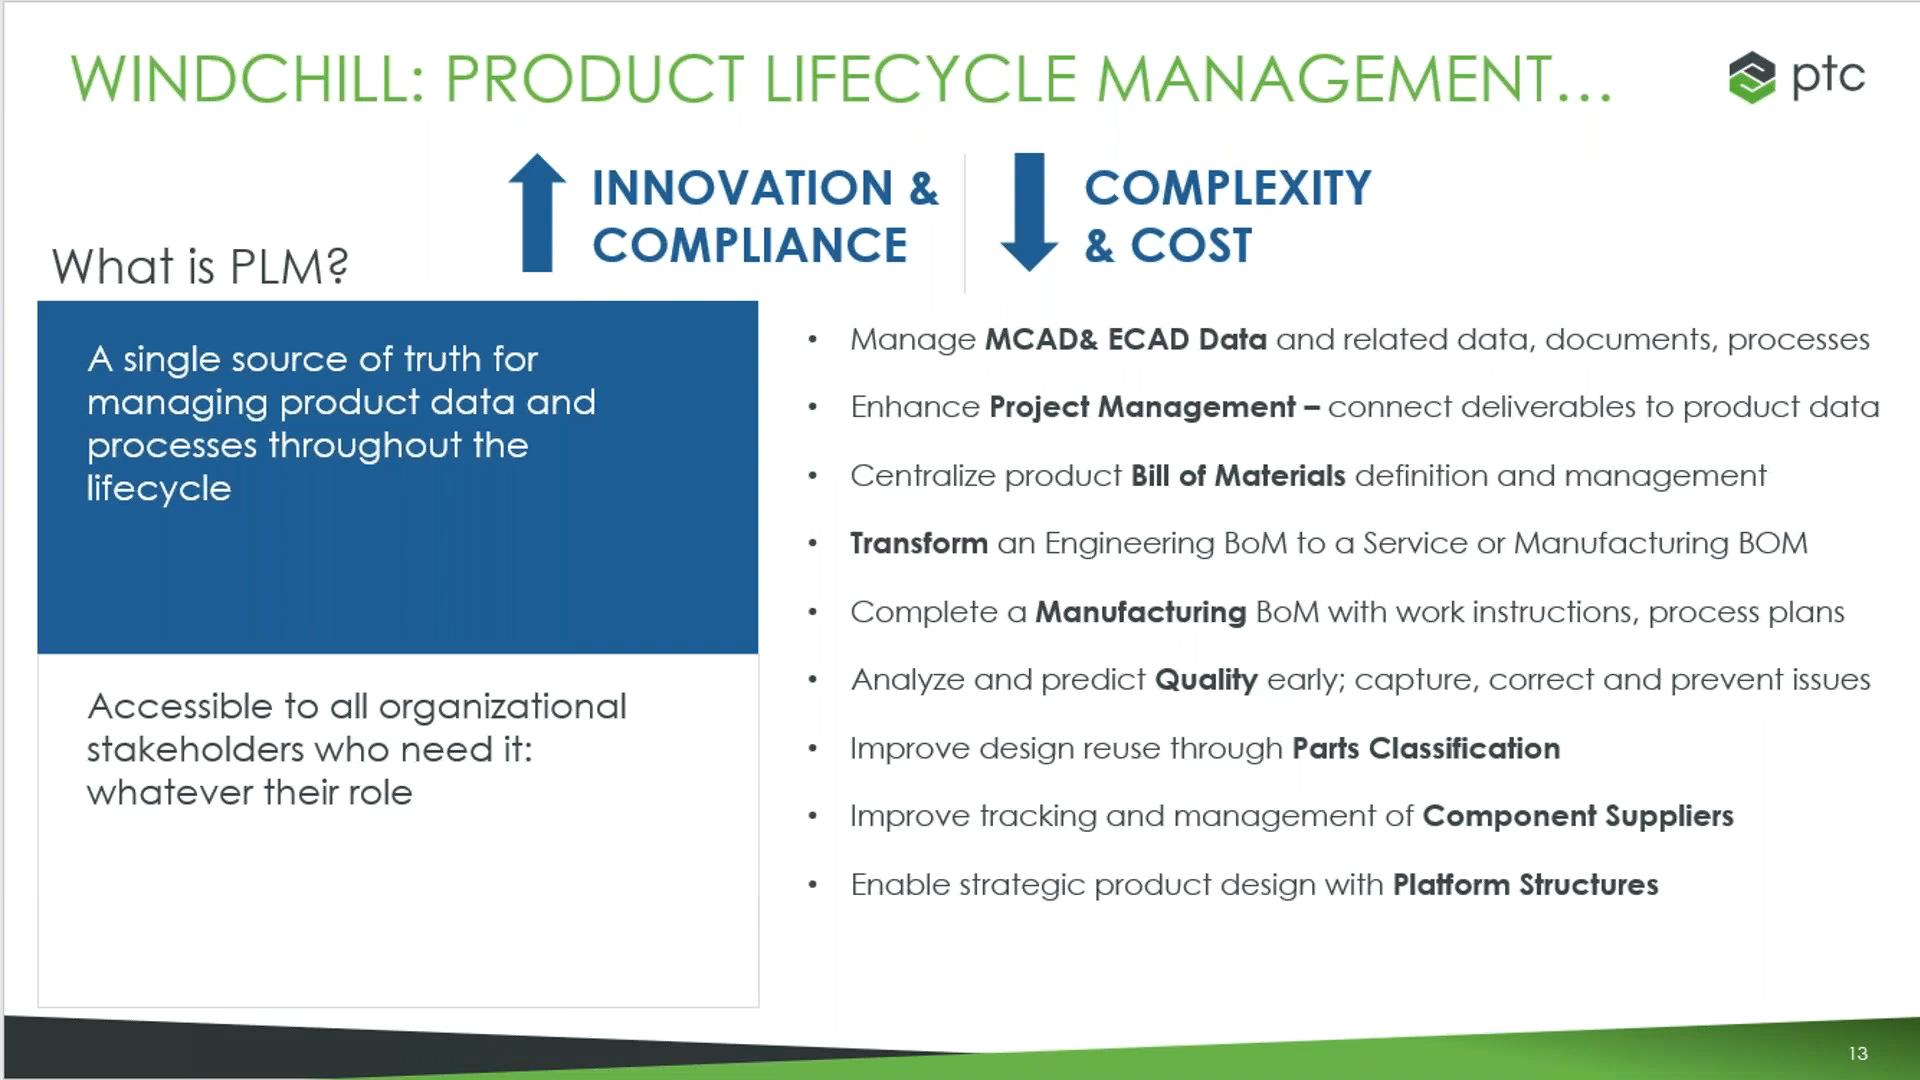 WINDCHILL: PRODUCT LIFECYCLE MANAGEMENT...
ptc
INNOVATION &
COMPLIANCE
COMPLEXITY
& COST
What is PLM?
A single source of truth for
managing product data and
processes throughout the
lifecycle
Accessible to all organizational
stakeholders who need it:
whatever their role
• Manage MCAD& ECAD Data and related data, documents, processes
• Enhance Project Management – connect deliverables to product data
• Centralize product Bill of Materials definition and management
• Transform an Engineering BoM to a Service or Manufacturing BOM
• Complete a Manufacturing BoM with work instructions, process plans
• Analyze and predict Quality early; capture, correct and prevent issues
• Improve design reuse through Parts Classification
• Improve tracking and management of Component Suppliers
• Enable strategic product design with Platform Structures
13